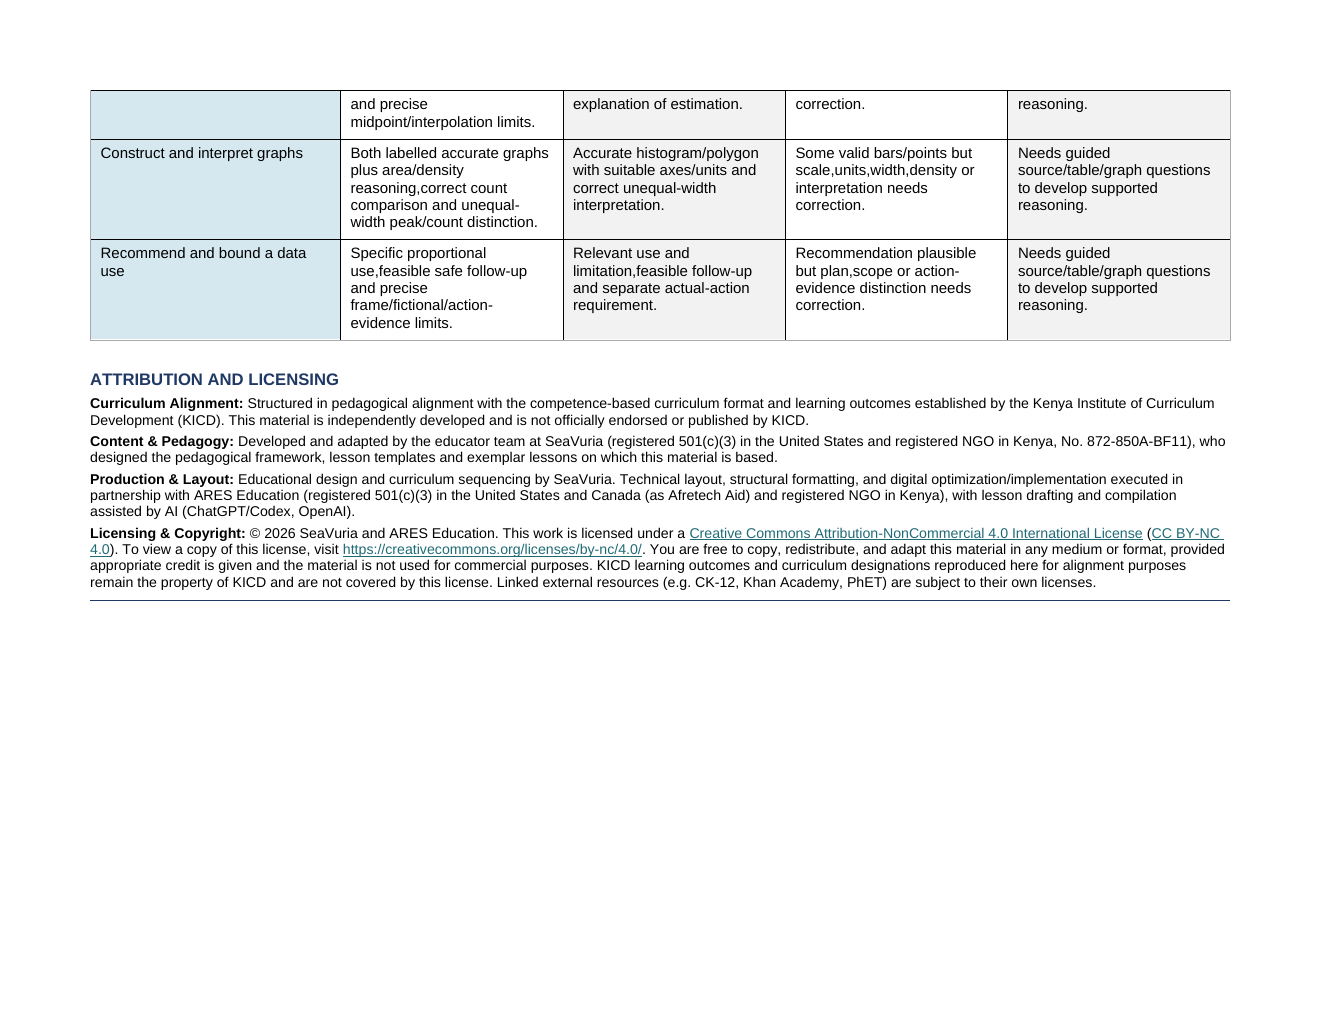 and precise
midpoint/interpolation limits.
explanation of estimation.
correction.
reasoning.
Construct and interpret graphs
Both labelled accurate graphs
plus area/density
reasoning,correct count
comparison and unequal-
width peak/count distinction.
Accurate histogram/polygon
with suitable axes/units and
correct unequal-width
interpretation.
Some valid bars/points but
scale,units,width,density or
interpretation needs
correction.
Needs guided
source/table/graph questions
to develop supported
reasoning.
Recommend and bound a data
use
Specific proportional
use,feasible safe follow-up
and precise
frame/fictional/action-
evidence limits.
Relevant use and
limitation,feasible follow-up
and separate actual-action
requirement.
Recommendation plausible
but plan,scope or action-
evidence distinction needs
correction.
Needs guided
source/table/graph questions
to develop supported
reasoning.
ATTRIBUTION AND LICENSING
Curriculum Alignment: Structured in pedagogical alignment with the competence-based curriculum format and learning outcomes established by the Kenya Institute of Curriculum
Development (KICD). This material is independently developed and is not officially endorsed or published by KICD.
Content & Pedagogy: Developed and adapted by the educator team at SeaVuria (registered 501(c)(3) in the United States and registered NGO in Kenya, No. 872-850A-BF11), who
designed the pedagogical framework, lesson templates and exemplar lessons on which this material is based.
Production & Layout: Educational design and curriculum sequencing by SeaVuria. Technical layout, structural formatting, and digital optimization/implementation executed in
partnership with ARES Education (registered 501(c)(3) in the United States and Canada (as Afretech Aid) and registered NGO in Kenya), with lesson drafting and compilation
assisted by AI (ChatGPT/Codex, OpenAI).
Licensing & Copyright: © 2026 SeaVuria and ARES Education. This work is licensed under a Creative Commons Attribution-NonCommercial 4.0 International License (CC BY-NC
4.0). To view a copy of this license, visit https://creativecommons.org/licenses/by-nc/4.0/. You are free to copy, redistribute, and adapt this material in any medium or format, provided
appropriate credit is given and the material is not used for commercial purposes. KICD learning outcomes and curriculum designations reproduced here for alignment purposes
remain the property of KICD and are not covered by this license. Linked external resources (e.g. CK-12, Khan Academy, PhET) are subject to their own licenses.